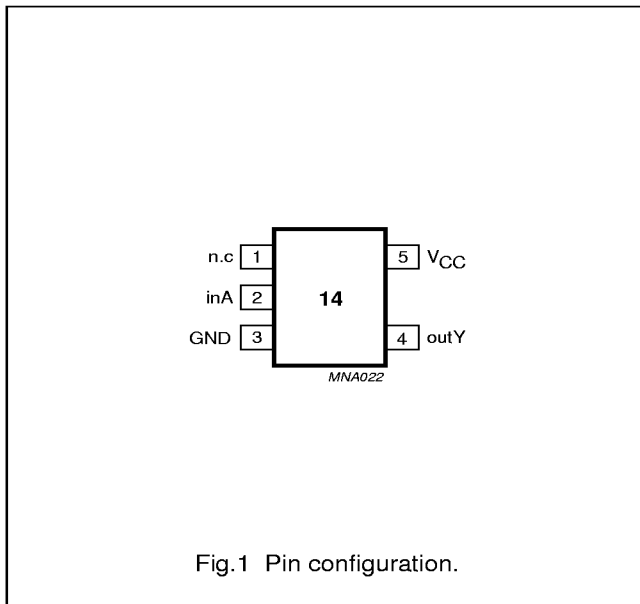 n.c 1 5 VCC
inA 2 14
GND 3 4 outY
MNA022
Fig.1 Pin configuration.